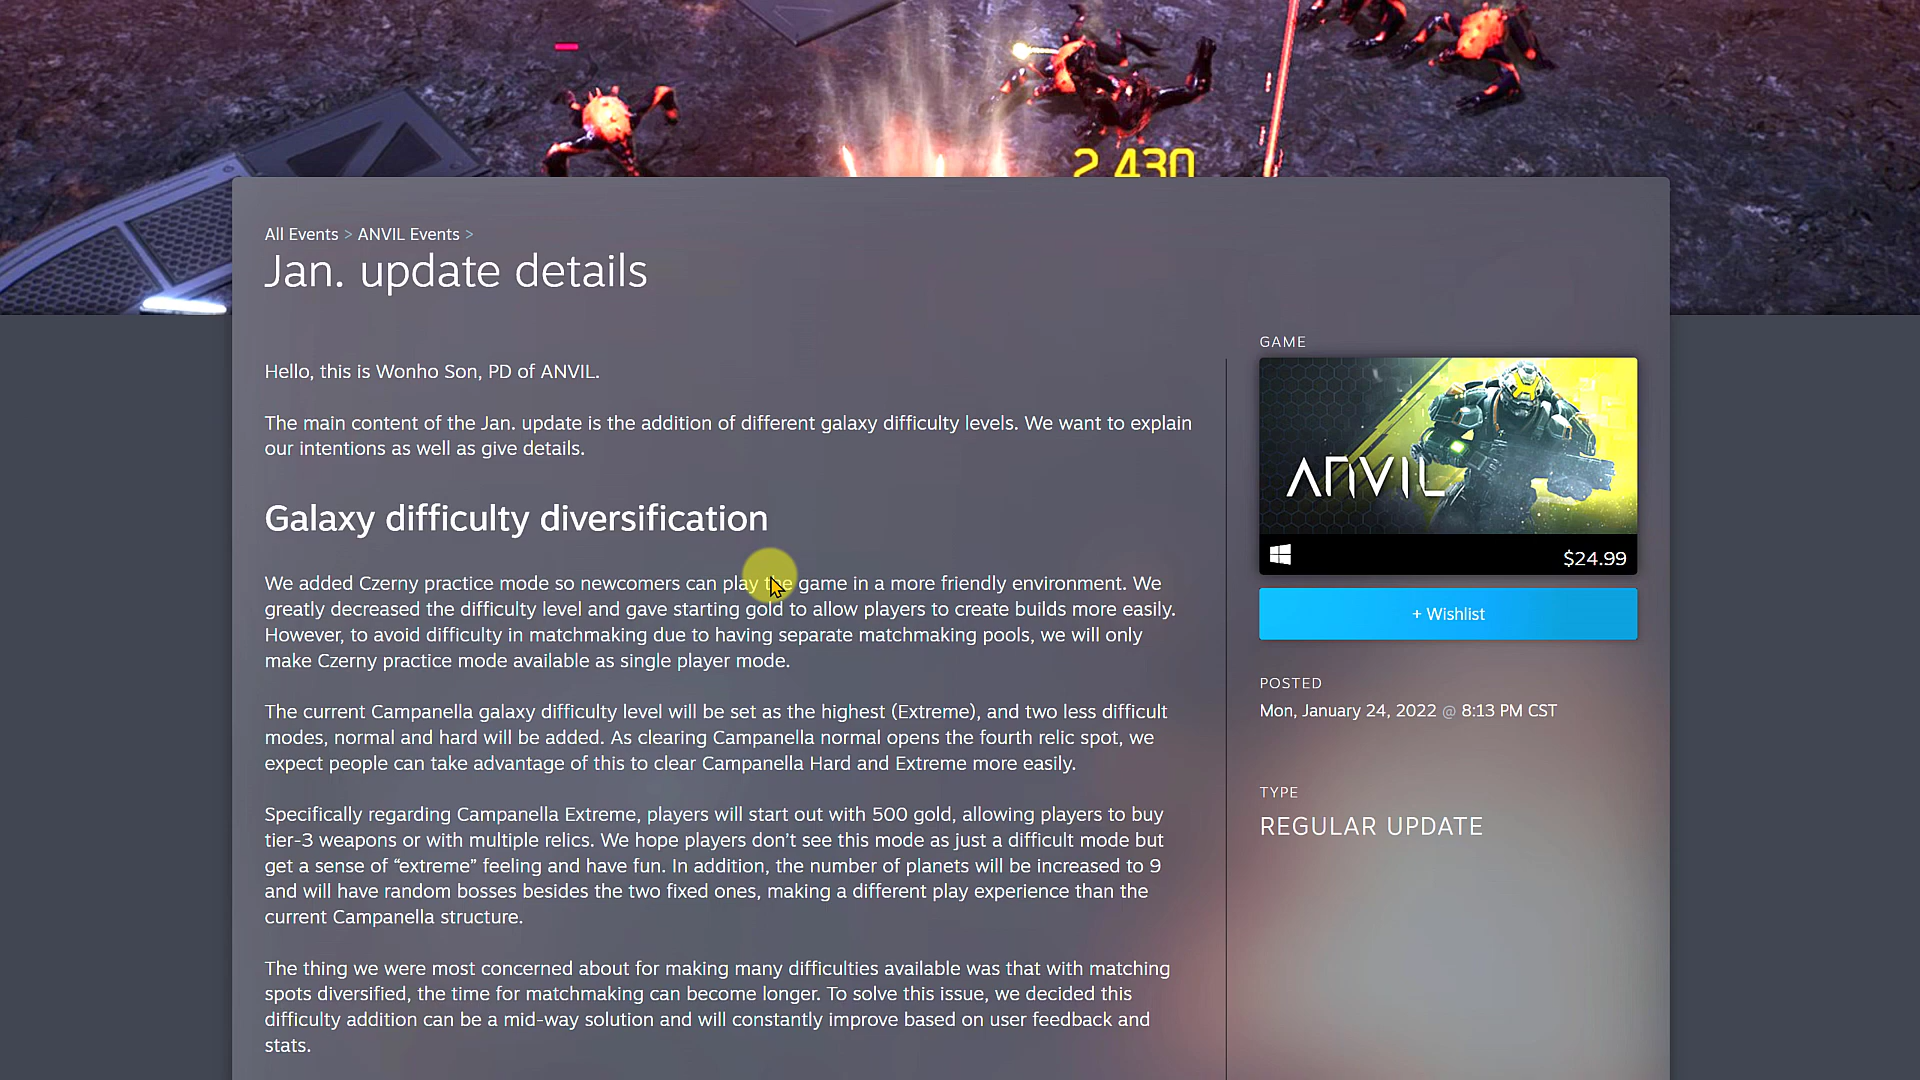 2,430
All Events > ANVIL Events >
Jan. update details
Hello, this is Wonho Son, PD of ANVIL.
The main content of the Jan. update is the addition of different galaxy difficulty levels. We want to explain
our intentions as well as give details.
Galaxy difficulty diversification
We added Czerny practice mode so newcomers can play the game in a more friendly environment. We
greatly decreased the difficulty level and gave starting gold to allow players to create builds more easily.
However, to avoid difficulty in matchmaking due to having separate matchmaking pools, we will only
make Czerny practice mode available as single player mode.
The current Campanella galaxy difficulty level will be set as the highest (Extreme), and two less difficult
modes, normal and hard will be added. As clearing Campanella normal opens the fourth relic spot, we
expect people can take advantage of this to clear Campanella Hard and Extreme more easily.
Specifically regarding Campanella Extreme, players will start out with 500 gold, allowing players to buy
tier-3 weapons or with multiple relics. We hope players don’t see this mode as just a difficult mode but
get a sense of “extreme” feeling and have fun. In addition, the number of planets will be increased to 9
and will have random bosses besides the two fixed ones, making a different play experience than the
current Campanella structure.
The thing we were most concerned about for making many difficulties available was that with matching
spots diversified, the time for matchmaking can become longer. To solve this issue, we decided this
difficulty addition can be a mid-way solution and will constantly improve based on user feedback and
stats.
GAME
ANVIL
$24.99
+ Wishlist
POSTED
Mon, January 24, 2022 @ 8:13 PM CST
TYPE
REGULAR UPDATE